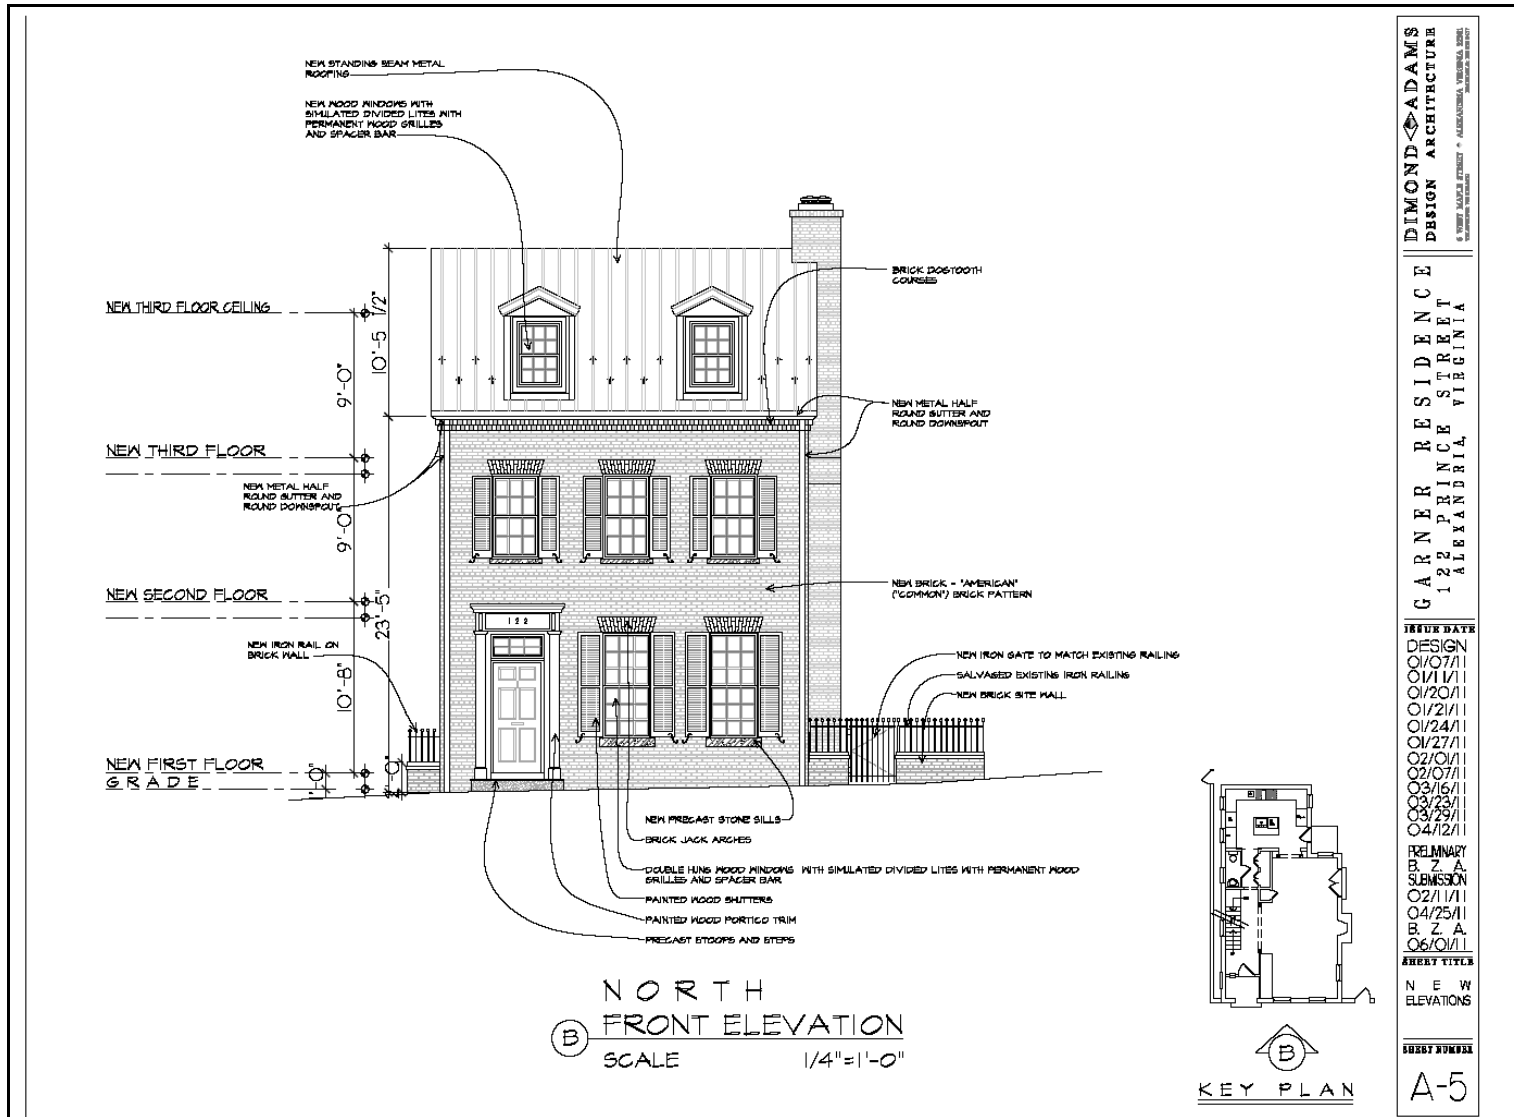 NEW STANDING SEAM METAL
ROOFING
NEW WOOD WINDOWS WITH
SIMULATED DIVIDED LITES WITH
PERMANENT WOOD GRILLES
AND SPACER BAR
BRICK DOGTOOTH
COURSES
NEW THIRD FLOOR CEILING
10'-5 1/2"
9'-0"
NEW METAL HALF
ROUND GUTTER AND
ROUND DOWNSPOUT
NEW THIRD FLOOR
NEW METAL HALF
ROUND GUTTER AND
ROUND DOWNSPOUT
9'-0"
NEW BRICK - "AMERICAN"
("COMMON") BRICK PATTERN
NEW SECOND FLOOR
23'-5"
122
NEW IRON RAIL ON
BRICK WALL
10'-8"
NEW IRON GATE TO MATCH EXISTING RAILING
SALVAGED EXISTING IRON RAILING
NEW BRICK SITE WALL
NEW FIRST FLOOR
GRADE
1'-0"
NEW PRECAST STONE SILLS
BRICK JACK ARCHES
DOUBLE HUNG WOOD WINDOWS WITH SIMULATED DIVIDED LITES WITH PERMANENT WOOD
GRILLES AND SPACER BAR
PAINTED WOOD SHUTTERS
PAINTED WOOD PORTICO TRIM
PRECAST STOOPS AND STEPS
NORTH
B FRONT ELEVATION
SCALE 1/4"=1'-0"
B
KEY PLAN
DIMOND ADAMS
DESIGN ARCHITECTURE
GARNER RESIDENCE
122 PRINCE STREET
ALEXANDRIA, VIRGINIA
ISSUE DATE
DESIGN
01/07/11
01/11/11
01/20/11
01/21/11
01/24/11
01/27/11
02/01/11
02/07/11
03/16/11
03/23/11
03/29/11
04/12/11
PRELIMINARY
B. Z. A.
SUBMISSION
02/11/11
04/25/11
B. Z. A.
06/01/11
SHEET TITLE
NEW
ELEVATIONS
SHEET NUMBER
A-5